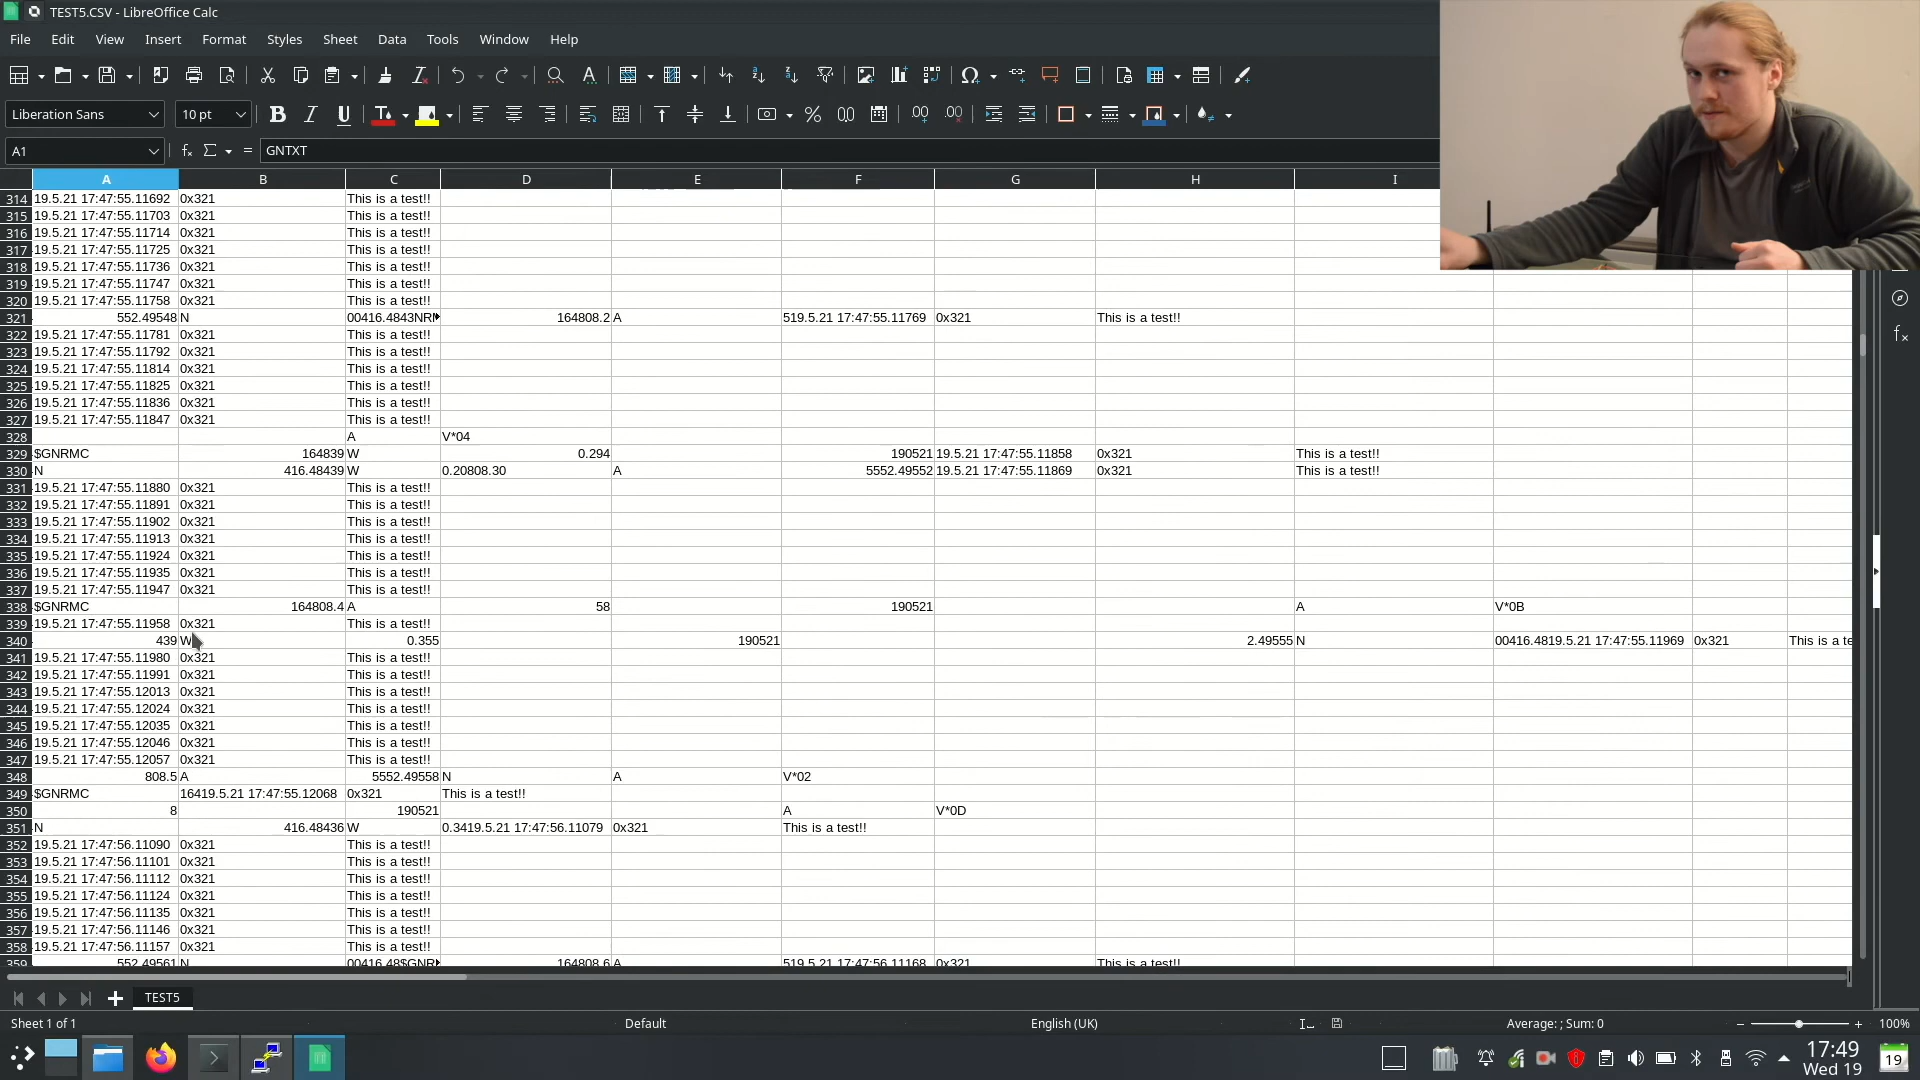 TEST5.CSV - LibreOffice Calc
File Edit View Insert Format Styles Sheet Data Tools Window Help
Liberation Sans 10 pt
A1 GNTXT
A B C D E F G H I
314 19.5.21 17:47:55.11692 0x321 This is a test!!
315 19.5.21 17:47:55.11703 0x321 This is a test!!
316 19.5.21 17:47:55.11714 0x321 This is a test!!
317 19.5.21 17:47:55.11725 0x321 This is a test!!
318 19.5.21 17:47:55.11736 0x321 This is a test!!
319 19.5.21 17:47:55.11747 0x321 This is a test!!
320 19.5.21 17:47:55.11758 0x321 This is a test!!
321 552.49548 N 00416.4843NR 164808.2 A 519.5.21 17:47:55.11769 0x321 This is a test!!
322 19.5.21 17:47:55.11781 0x321 This is a test!!
323 19.5.21 17:47:55.11792 0x321 This is a test!!
324 19.5.21 17:47:55.11814 0x321 This is a test!!
325 19.5.21 17:47:55.11825 0x321 This is a test!!
326 19.5.21 17:47:55.11836 0x321 This is a test!!
327 19.5.21 17:47:55.11847 0x321 This is a test!!
328 A V*04
329 $GNRMC 164839 W 0.294 190521 19.5.21 17:47:55.11858 0x321 This is a test!!
330 N 416.48439 W 0.20808.30 A 5552.49552 19.5.21 17:47:55.11869 0x321 This is a test!!
331 19.5.21 17:47:55.11880 0x321 This is a test!!
332 19.5.21 17:47:55.11891 0x321 This is a test!!
333 19.5.21 17:47:55.11902 0x321 This is a test!!
334 19.5.21 17:47:55.11913 0x321 This is a test!!
335 19.5.21 17:47:55.11924 0x321 This is a test!!
336 19.5.21 17:47:55.11935 0x321 This is a test!!
337 19.5.21 17:47:55.11947 0x321 This is a test!!
338 $GNRMC 164808.4 A 58 190521 A V*0B
339 19.5.21 17:47:55.11958 0x321 This is a test!!
340 439 W 0.355 190521 2.49555 N 00416.4819.5.21 17:47:55.11969 0x321 This is a te
341 19.5.21 17:47:55.11980 0x321 This is a test!!
342 19.5.21 17:47:55.11991 0x321 This is a test!!
343 19.5.21 17:47:55.12013 0x321 This is a test!!
344 19.5.21 17:47:55.12024 0x321 This is a test!!
345 19.5.21 17:47:55.12035 0x321 This is a test!!
346 19.5.21 17:47:55.12046 0x321 This is a test!!
347 19.5.21 17:47:55.12057 0x321 This is a test!!
348 808.5 A 5552.49558 N A V*02
349 $GNRMC 16419.5.21 17:47:55.12068 0x321 This is a test!!
350 8 190521 A V*0D
351 N 416.48436 W 0.3419.5.21 17:47:56.11079 0x321 This is a test!!
352 19.5.21 17:47:56.11090 0x321 This is a test!!
353 19.5.21 17:47:56.11101 0x321 This is a test!!
354 19.5.21 17:47:56.11112 0x321 This is a test!!
355 19.5.21 17:47:56.11124 0x321 This is a test!!
356 19.5.21 17:47:56.11135 0x321 This is a test!!
357 19.5.21 17:47:56.11146 0x321 This is a test!!
358 19.5.21 17:47:56.11157 0x321 This is a test!!
359 552.49561 N 00416.48$GNR 164808.6 A 519.5.21 17:47:56.11168 0x321 This is a test!!
TEST5
Sheet 1 of 1 Default English (UK) Average: ; Sum: 0 100%
17:49
Wed 19
19